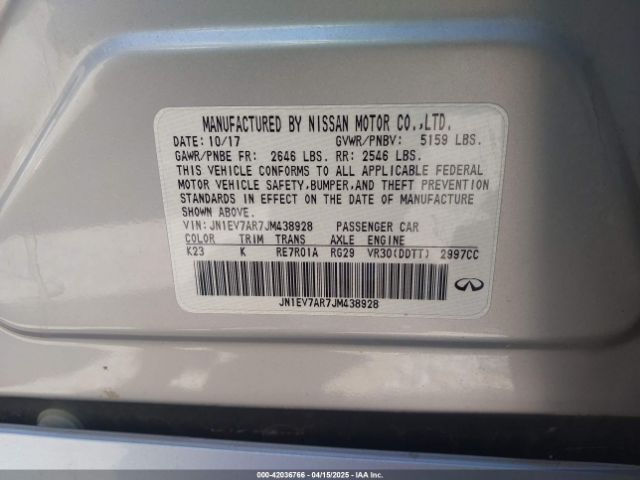 MANUFACTURED BY NISSAN MOTOR CO.,LTD.
DATE: 10/17 GVWR/PNBV: 5159 LBS.
GAWR/PNBE FR: 2646 LBS. RR: 2546 LBS.
THIS VEHICLE CONFORMS TO ALL APPLICABLE FEDERAL
MOTOR VEHICLE SAFETY,BUMPER,AND THEFT PREVENTION
STANDARDS IN EFFECT ON THE DATE OF MANUFACTURE
SHOWN ABOVE.
VIN: JN1EV7AR7JM438928 PASSENGER CAR
COLOR TRIM TRANS AXLE ENGINE
K23 K RE7R01A RG29 VR30(DDTT) 2997CC
JN1EV7AR7JM438928
000-42036766 - 04/15/2025 - IAAI.COM